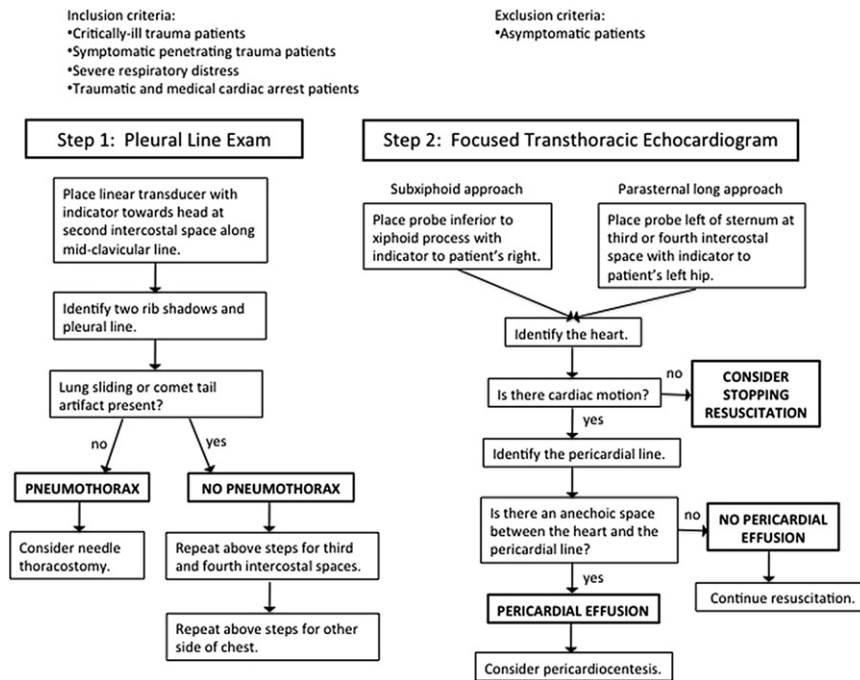 Inclusion criteria:
•Critically-ill trauma patients
•Symptomatic penetrating trauma patients
•Severe respiratory distress
•Traumatic and medical cardiac arrest patients
Exclusion criteria:
•Asymptomatic patients
Step 1:  Pleural Line Exam
Place linear transducer with
indicator towards head at
second intercostal space along
mid-clavicular line.
Identify two rib shadows and
pleural line.
Lung sliding or comet tail
artifact present?
no
yes
PNEUMOTHORAX
NO PNEUMOTHORAX
Consider needle
thoracostomy.
Repeat above steps for third
and fourth intercostal spaces.
Repeat above steps for other
side of chest.
Step 2:  Focused Transthoracic Echocardiogram
Subxiphoid approach
Place probe inferior to
xiphoid process with
indicator to patient's right.
Parasternal long approach
Place probe left of sternum at
third or fourth intercostal
space with indicator to
patient's left hip.
Identify the heart.
Is there cardiac motion?
no
CONSIDER
STOPPING
RESUSCITATION
yes
Identify the pericardial line.
Is there an anechoic space
between the heart and the
pericardial line?
no
NO PERICARDIAL
EFFUSION
Continue resuscitation.
yes
PERICARDIAL EFFUSION
Consider pericardiocentesis.